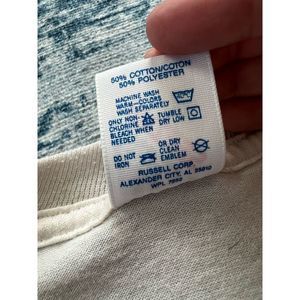 50% COTTON/COTON
50% POLYESTER
MACHINE WASH
WARM-COLORS
WASH SEPARATELY
ONLY NON-CHLORINE BLEACH WHEN NEEDED
TUMBLE DRY LOW
DO NOT IRON
OR DRY CLEAN EMBLEM
RUSSELL CORP.
ALEXANDER CITY, AL 35010
WPL 7893